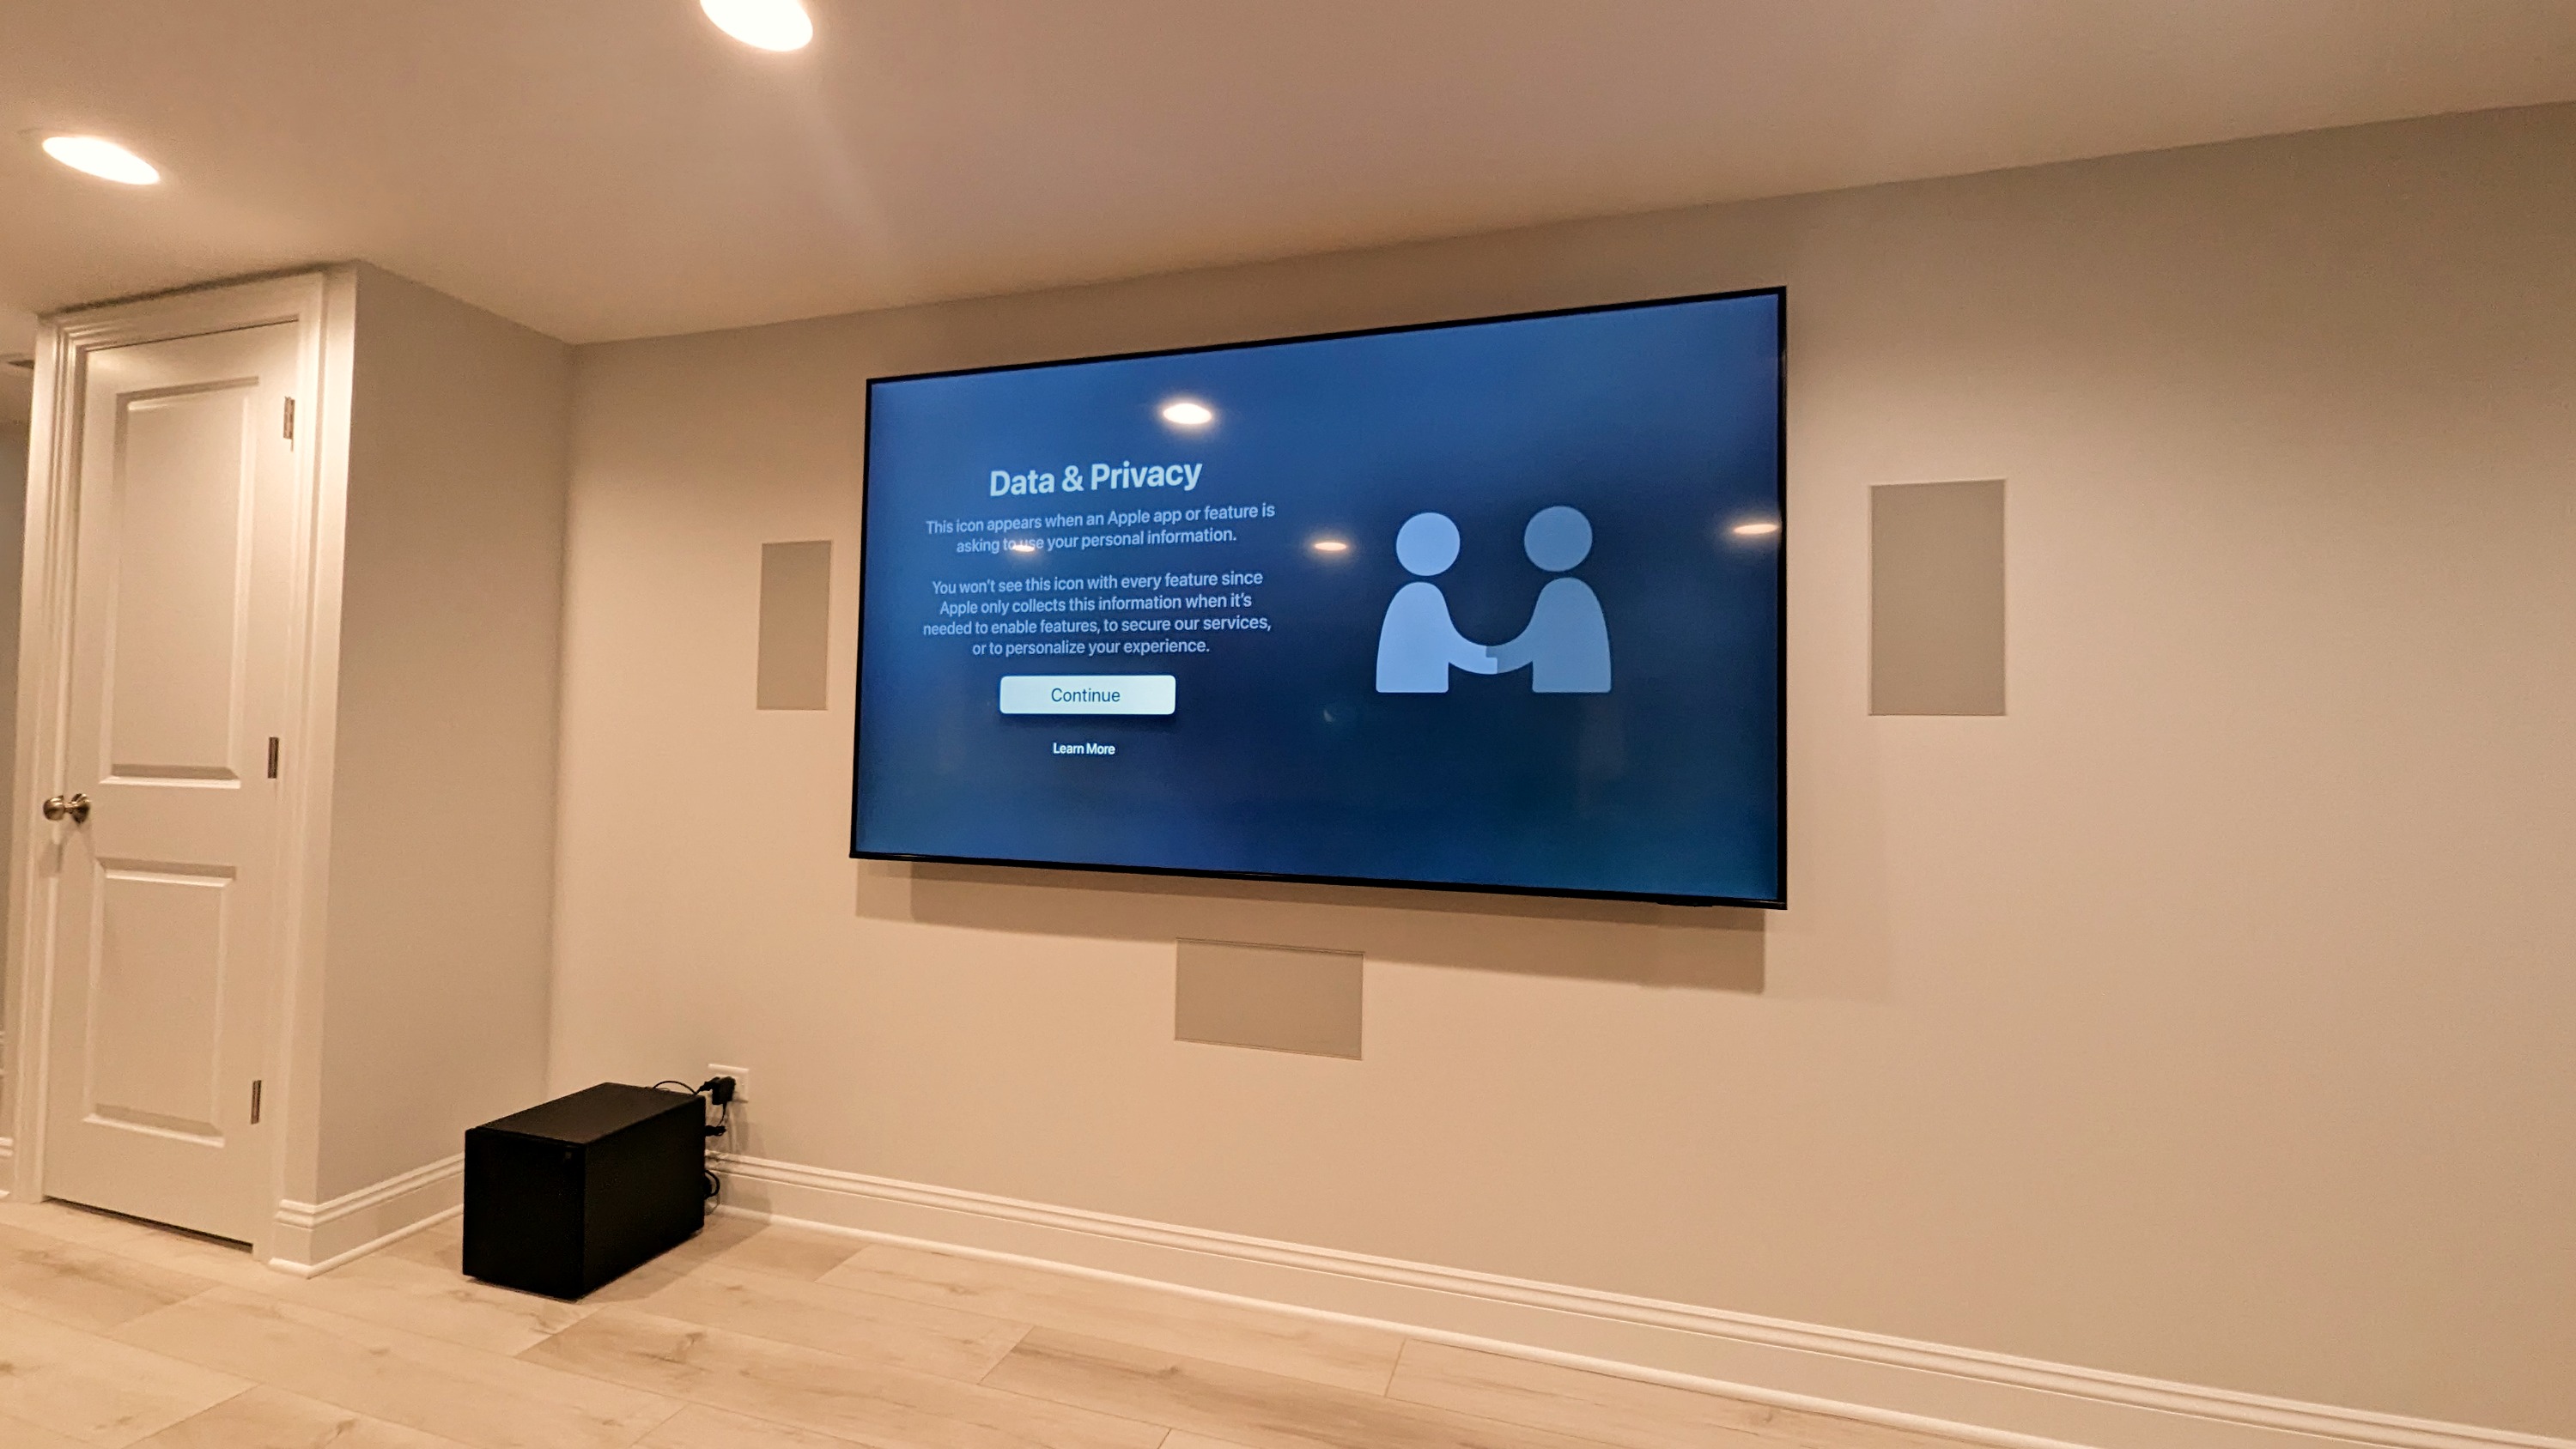 Data & Privacy
This icon appears when an Apple app or feature is
asking to use your personal information.
You won't see this icon with every feature since
Apple only collects this information when it's
needed to enable features, to secure our services,
or to personalize your experience.
Continue
Learn More